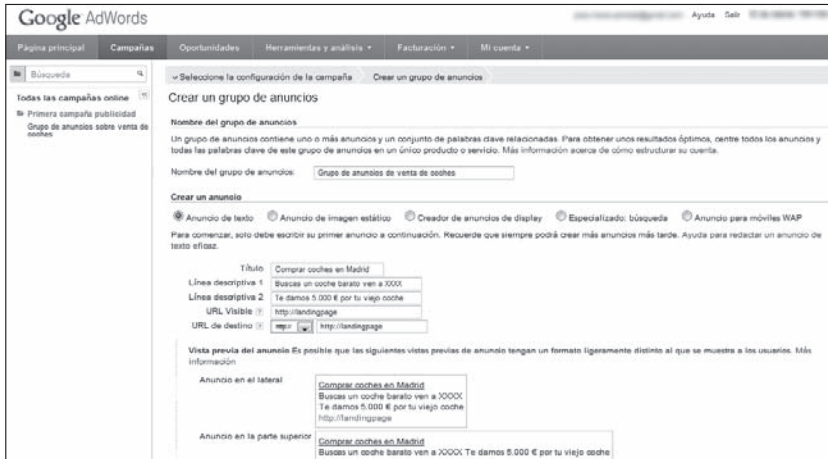 Google AdWords
Ayuda Salir
Página principal Campañas Oportunidades Herramientas y análisis Facturación Mi cuenta
Búsqueda
Todas las campañas online
Primera campaña publicidad
Grupo de anuncios sobre venta de
coches
Seleccione la configuración de la campaña Crear un grupo de anuncios
Crear un grupo de anuncios
Nombre del grupo de anuncios
Un grupo de anuncios contiene uno o más anuncios y un conjunto de palabras clave relacionadas. Para obtener unos resultados óptimos, centre todos los anuncios y
todas las palabras clave de este grupo de anuncios en un único producto o servicio. Más información acerca de cómo estructurar su cuenta.
Nombre del grupo de anuncios: Grupo de anuncios de venta de coches
Crear un anuncio
Anuncio de texto Anuncio de imagen estático Creador de anuncios de display Especializado: búsqueda Anuncio para móviles WAP
Para comenzar, solo debe escribir su primer anuncio a continuación. Recuerde que siempre podrá crear más anuncios más tarde. Ayuda para redactar un anuncio de
texto eficaz.
Título Comprar coches en Madrid
Línea descriptiva 1 Buscas un coche barato ven a XXXX
Línea descriptiva 2 Te damos 5.000 € por tu viejo coche
URL Visible ? http://landingpage
URL de destino ? http:// http://landingpage
Vista previa del anuncio Es posible que las siguientes vistas previas de anuncio tengan un formato ligeramente distinto al que se muestra a los usuarios. Más
información
Anuncio en el lateral
Comprar coches en Madrid
Buscas un coche barato ven a XXXX
Te damos 5.000 € por tu viejo coche
http://landingpage
Anuncio en la parte superior
Comprar coches en Madrid
Buscas un coche barato ven a XXXX Te damos 5.000 € por tu viejo coche